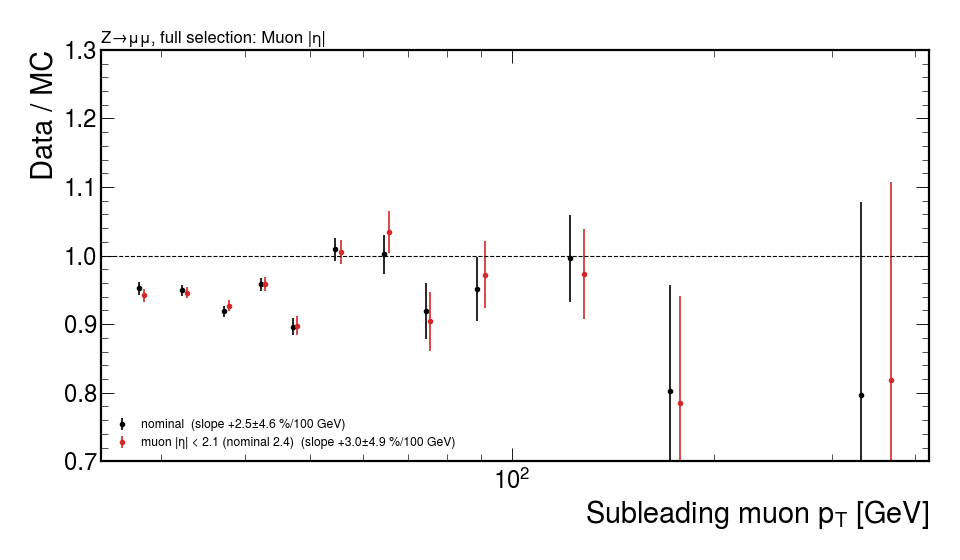 Z→μμ, full selection: Muon |η|
Data / MC
1.3
1.2
1.1
1.0
0.9
0.8
0.7
nominal (slope +2.5±4.6 %/100 GeV)
muon |η| < 2.1 (nominal 2.4) (slope +3.0±4.9 %/100 GeV)
10²
Subleading muon p_T [GeV]